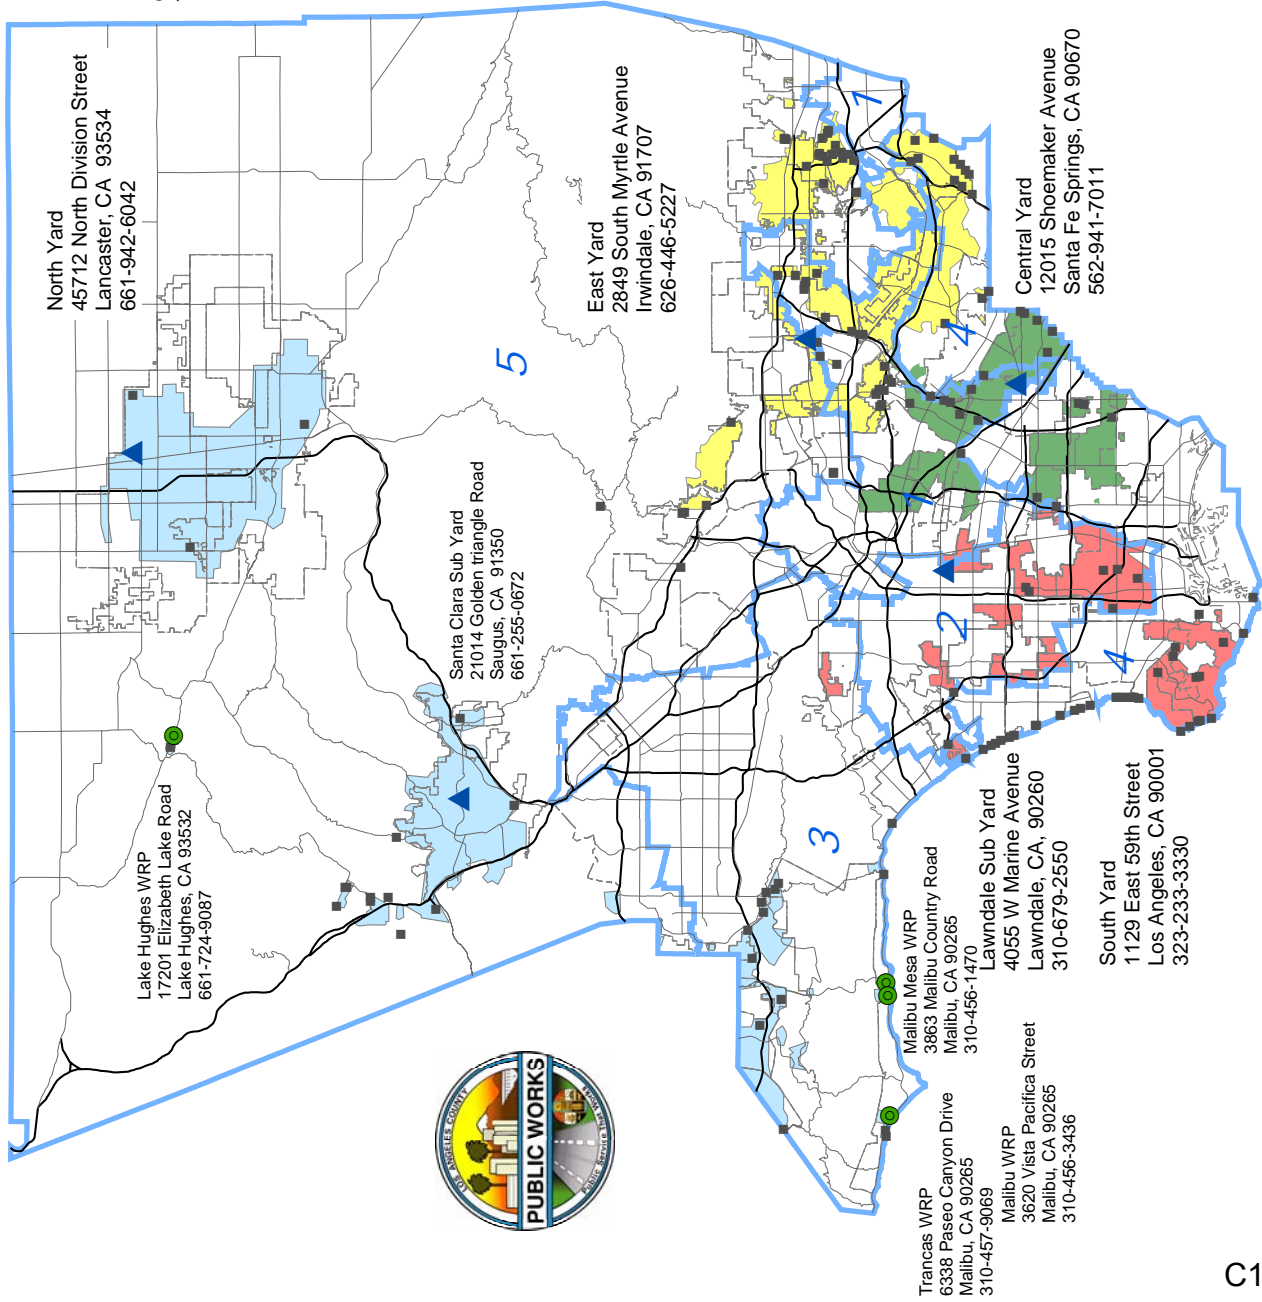 North Yard
45712 North Division Street
Lancaster, CA 93534
661-942-6042
East Yard
2849 South Myrtle Avenue
Irwindale, CA 91707
626-446-5227
Central Yard
12015 Shoemaker Avenue
Santa Fe Springs, CA 90670
562-941-7011
Santa Clara Sub Yard
21014 Golden triangle Road
Saugus, CA 91350
661-255-0672
Lake Hughes WRP
17201 Elizabeth Lake Road
Lake Hughes, CA 93532
661-724-9087
Malibu Mesa WRP
3863 Malibu Country Road
Malibu, CA 90265
310-456-1470
Lawndale Sub Yard
4055 W Marine Avenue
Lawndale, CA, 90260
310-679-2550
South Yard
1129 East 59th Street
Los Angeles, CA 90001
323-233-3330
Trancas WRP
6338 Paseo Canyon Drive
Malibu, CA 90265
310-457-9069
Malibu WRP
3620 Vista Pacifica Street
Malibu, CA 90265
310-456-3436
1
5
4
1
2
4
3
LOS ANGELES COUNTY
PUBLIC WORKS
Public Service that Works
C1